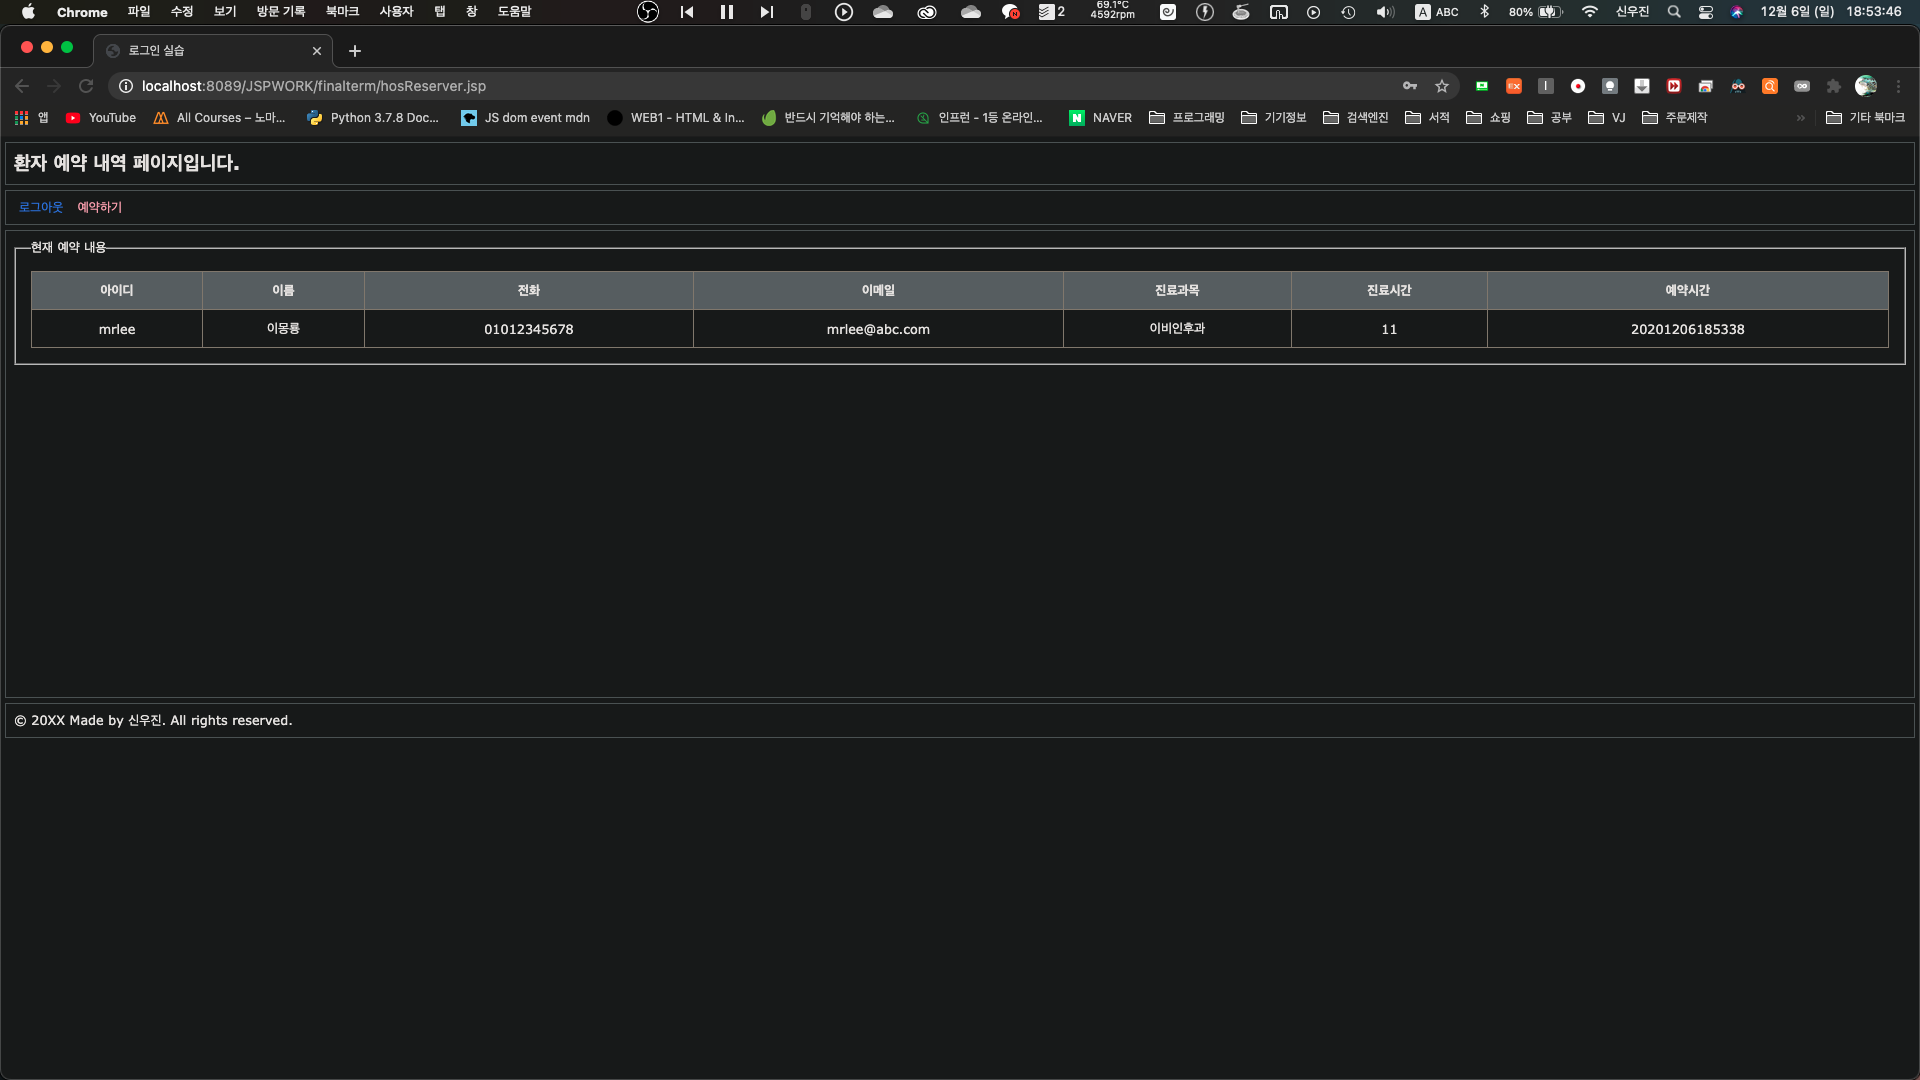 Chrome 파일 수정 보기 방문 기록 북마크 사용자 탭 창 도움말 2 69.1°C 4592rpm A ABC 80% 신우진 12월 6일 (일) 18:53:46
로그인 실습
localhost:8089/JSPWORK/finalterm/hosReserver.jsp
앱 YouTube All Courses – 노마... Python 3.7.8 Doc... JS dom event mdn WEB1 - HTML & In... 반드시 기억해야 하는... 인프런 - 1등 온라인... N NAVER 프로그래밍 기기정보 검색엔진 서적 쇼핑 공부 VJ 주문제작 » 기타 북마크
환자 예약 내역 페이지입니다.
로그아웃 예약하기
현재 예약 내용
아이디 이름 전화 이메일 진료과목 진료시간 예약시간
mrlee 이몽룡 01012345678 mrlee@abc.com 이비인후과 11 20201206185338
© 20XX Made by 신우진. All rights reserved.